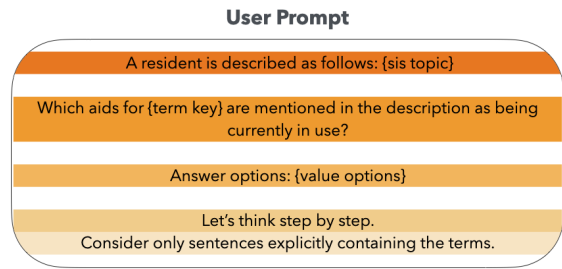 User Prompt
A resident is described as follows: {sis topic}
Which aids for {term key} are mentioned in the description as being
currently in use?
Answer options: {value options}
Let's think step by step.
Consider only sentences explicitly containing the terms.